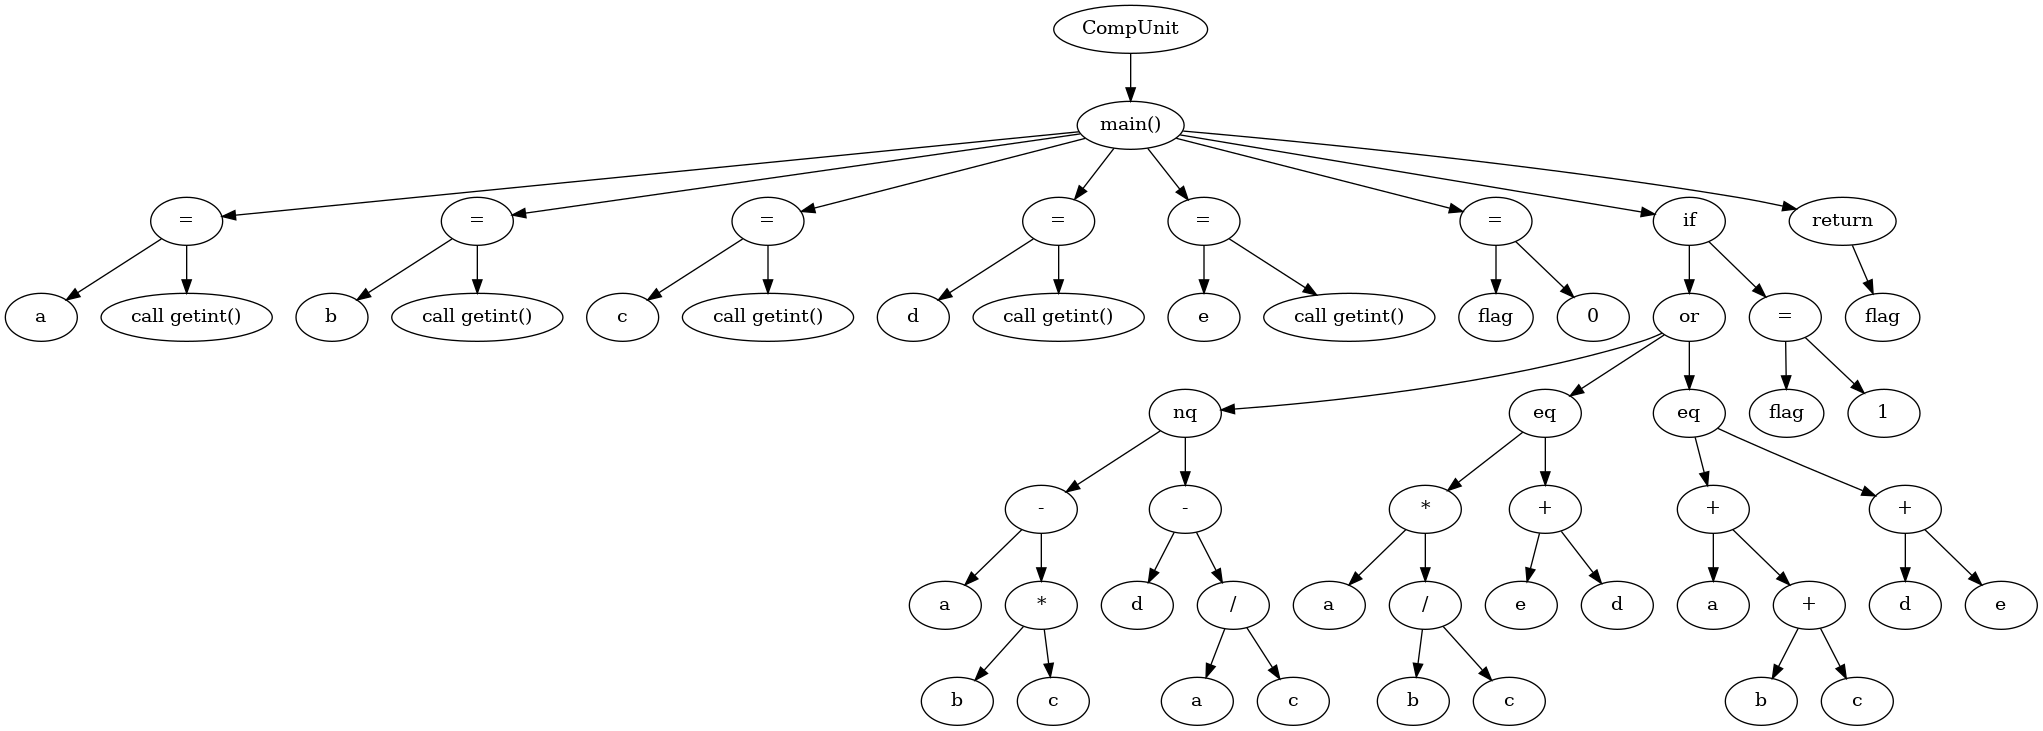 CompUnit
main()
= = = = = = if return
a call getint() b call getint() c call getint() d call getint() e call getint() flag 0 or = flag
nq eq eq flag 1
- - * + + +
a * d / a / e d a + d e
b c a c b c b c